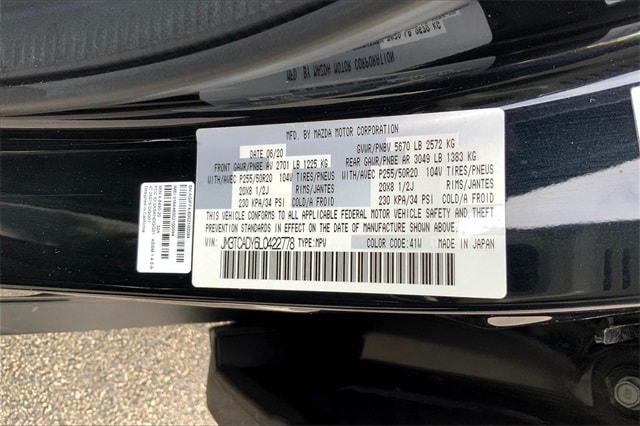 MFD. BY MAZDA MOTOR CORPORATION
DATE 06/20 GVWR/PNBV 5670 LB 2572 KG
FRONT GAWR/PNBE AV 2701 LB 1225 KG REAR GAWR/PNBE AR 3049 LB 1383 KG
WITH/AVEC P255/50R20 104V TIRES/PNEUS WITH/AVEC P255/50R20 104V TIRES/PNEUS
20X8 1/2J RIMS/JANTES 20X8 1/2J RIMS/JANTES
230 KPA/34 PSI COLD/A FROID 230 KPA/34 PSI COLD/A FROID
THIS VEHICLE CONFORMS TO ALL APPLICABLE FEDERAL MOTOR VEHICLE SAFETY
STANDARDS IN EFFECT ON THE DATE OF MANUFACTURE SHOWN ABOVE.
VIN: JM3TCADY6L0422778 TYPE:MPV COLOR CODE:41W MADE IN JAPAN